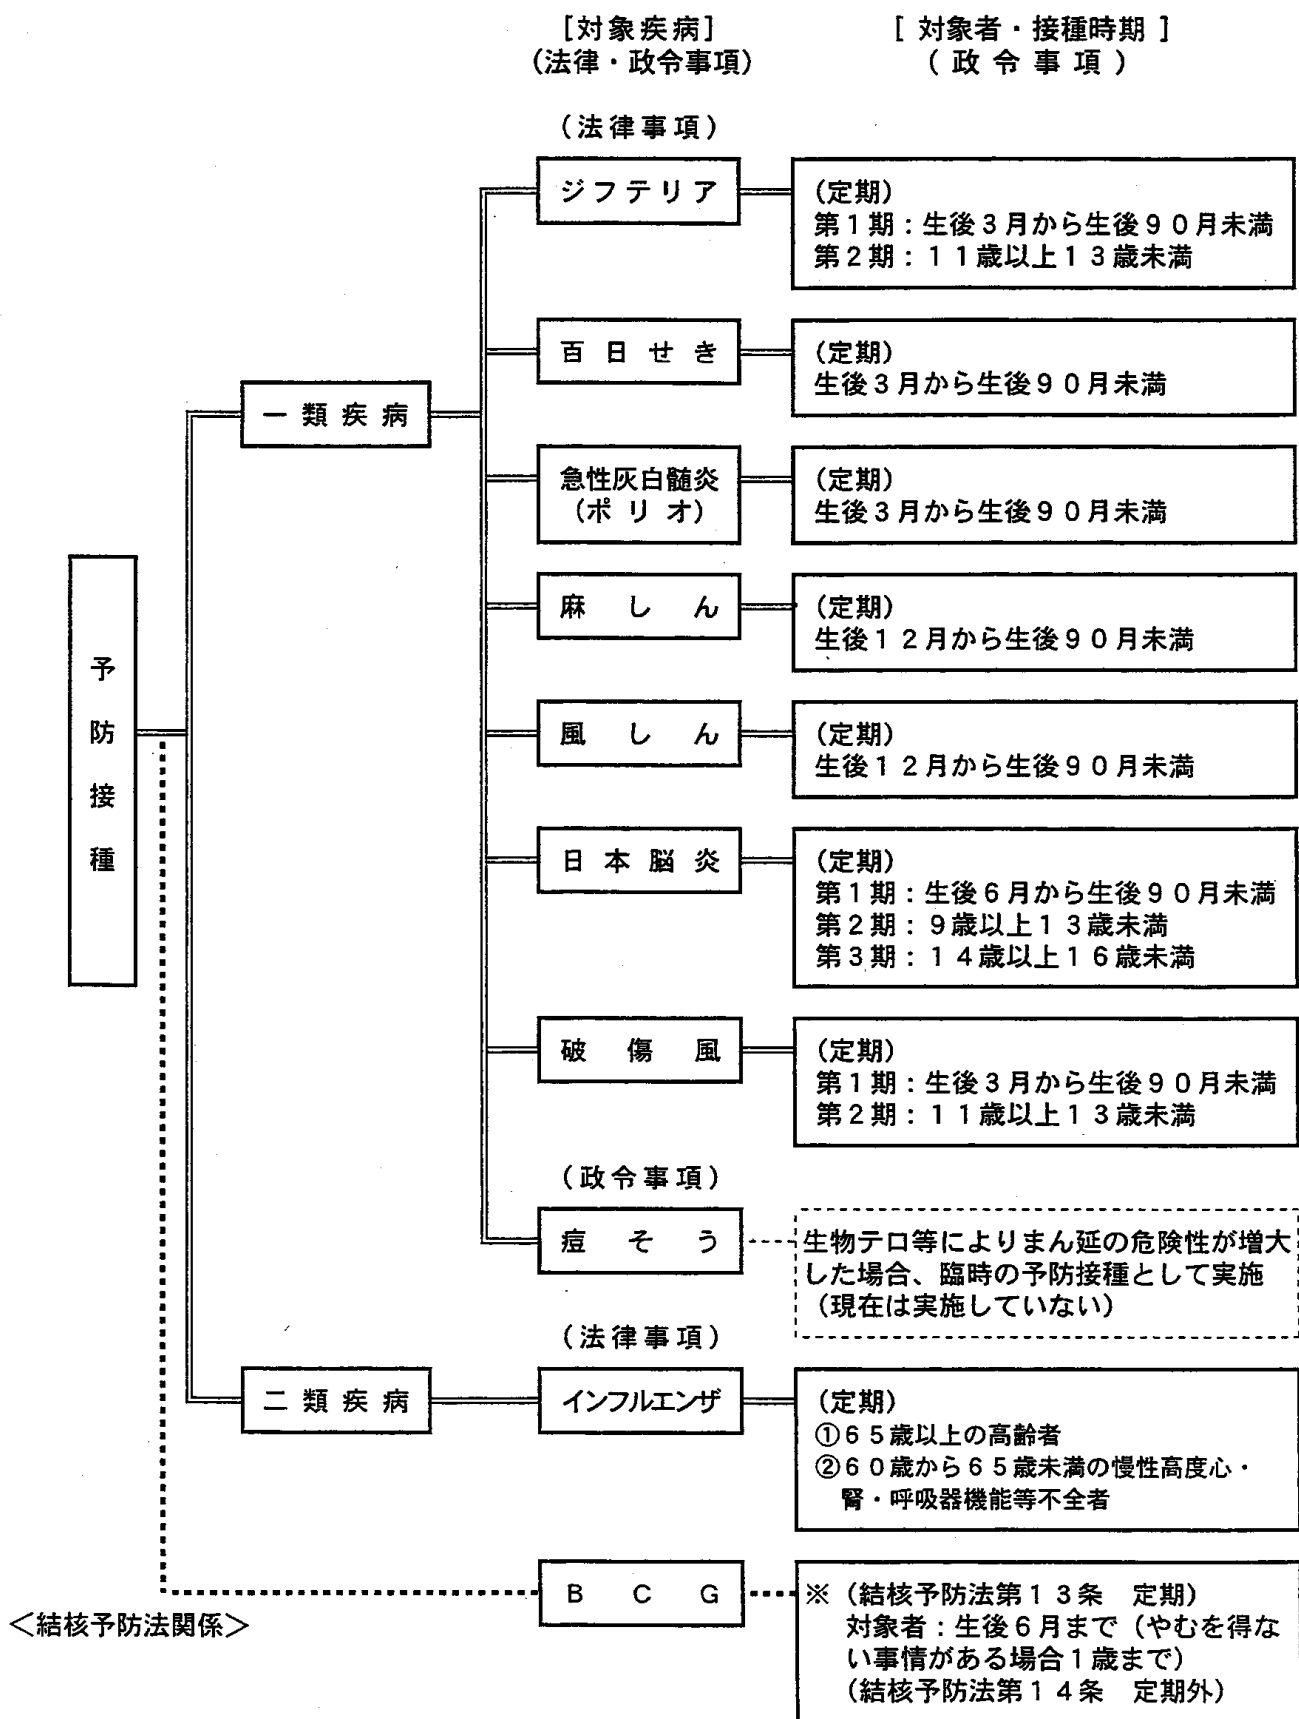 [対象疾病]
(法律・政令事項)
[ 対象者・接種時期 ]
( 政 令 事 項 )
(法律事項)
ジフテリア
(定期)
第1期：生後3月から生後90月未満
第2期：11歳以上13歳未満
百日せき
(定期)
生後3月から生後90月未満
一類疾病
急性灰白髄炎
(ポリオ)
(定期)
生後3月から生後90月未満
麻しん
(定期)
生後12月から生後90月未満
予防接種
風しん
(定期)
生後12月から生後90月未満
日本脳炎
(定期)
第1期：生後6月から生後90月未満
第2期：9歳以上13歳未満
第3期：14歳以上16歳未満
破傷風
(定期)
第1期：生後3月から生後90月未満
第2期：11歳以上13歳未満
(政令事項)
痘そう
生物テロ等によりまん延の危険性が増大
した場合、臨時の予防接種として実施
(現在は実施していない)
(法律事項)
二類疾病
インフルエンザ
(定期)
①65歳以上の高齢者
②60歳から65歳未満の慢性高度心・
腎・呼吸器機能等不全者
BCG
※(結核予防法第13条　定期)
対象者：生後6月まで(やむを得な
い事情がある場合1歳まで)
(結核予防法第14条　定期外)
＜結核予防法関係＞